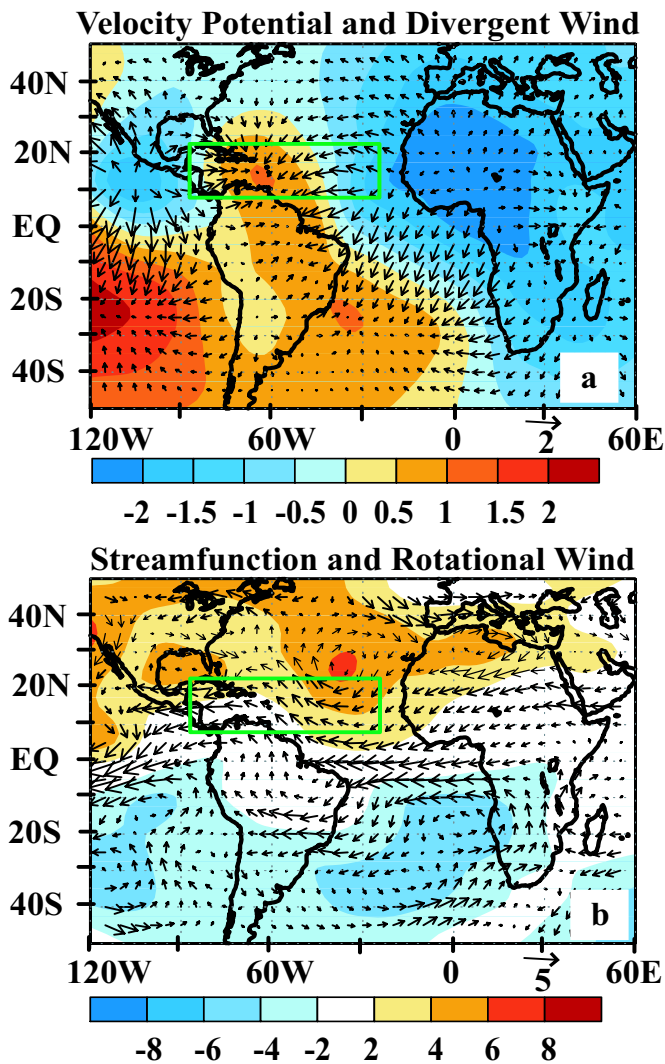 Velocity Potential and Divergent Wind
40N
20N
EQ
20S
40S
a
120W 60W 0 2 60E
-2 -1.5 -1 -0.5 0 0.5 1 1.5 2
Streamfunction and Rotational Wind
40N
20N
EQ
20S
40S
b
120W 60W 0 5 60E
-8 -6 -4 -2 2 4 6 8